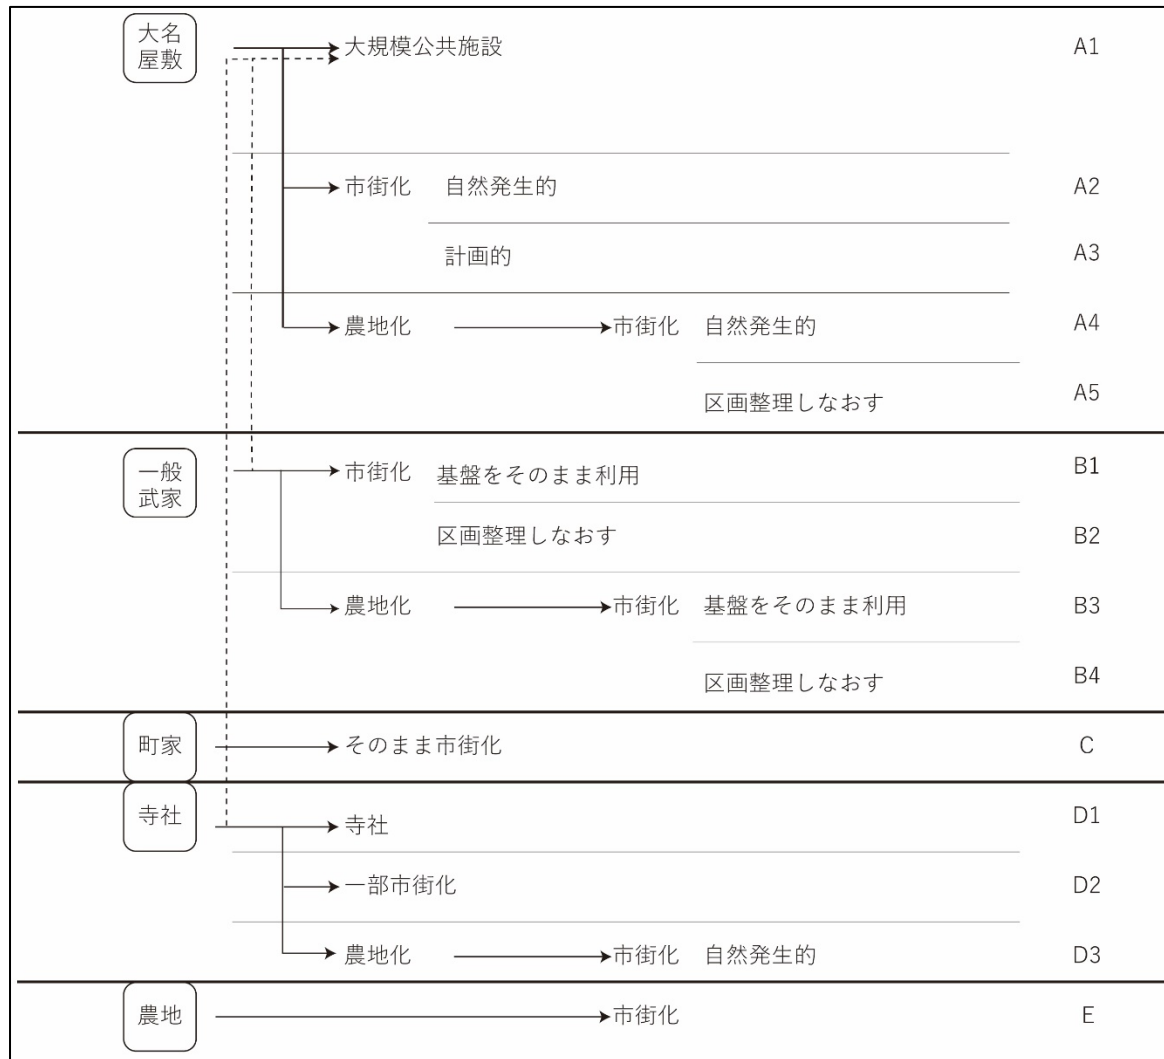 大名
屋敷
大規模公共施設 A1
市街化 自然発生的 A2
計画的 A3
農地化 市街化 自然発生的 A4
区画整理しなおす A5
一般
武家
市街化 基盤をそのまま利用 B1
区画整理しなおす B2
農地化 市街化 基盤をそのまま利用 B3
区画整理しなおす B4
町家 そのまま市街化 C
寺社 寺社 D1
一部市街化 D2
農地化 市街化 自然発生的 D3
農地 市街化 E